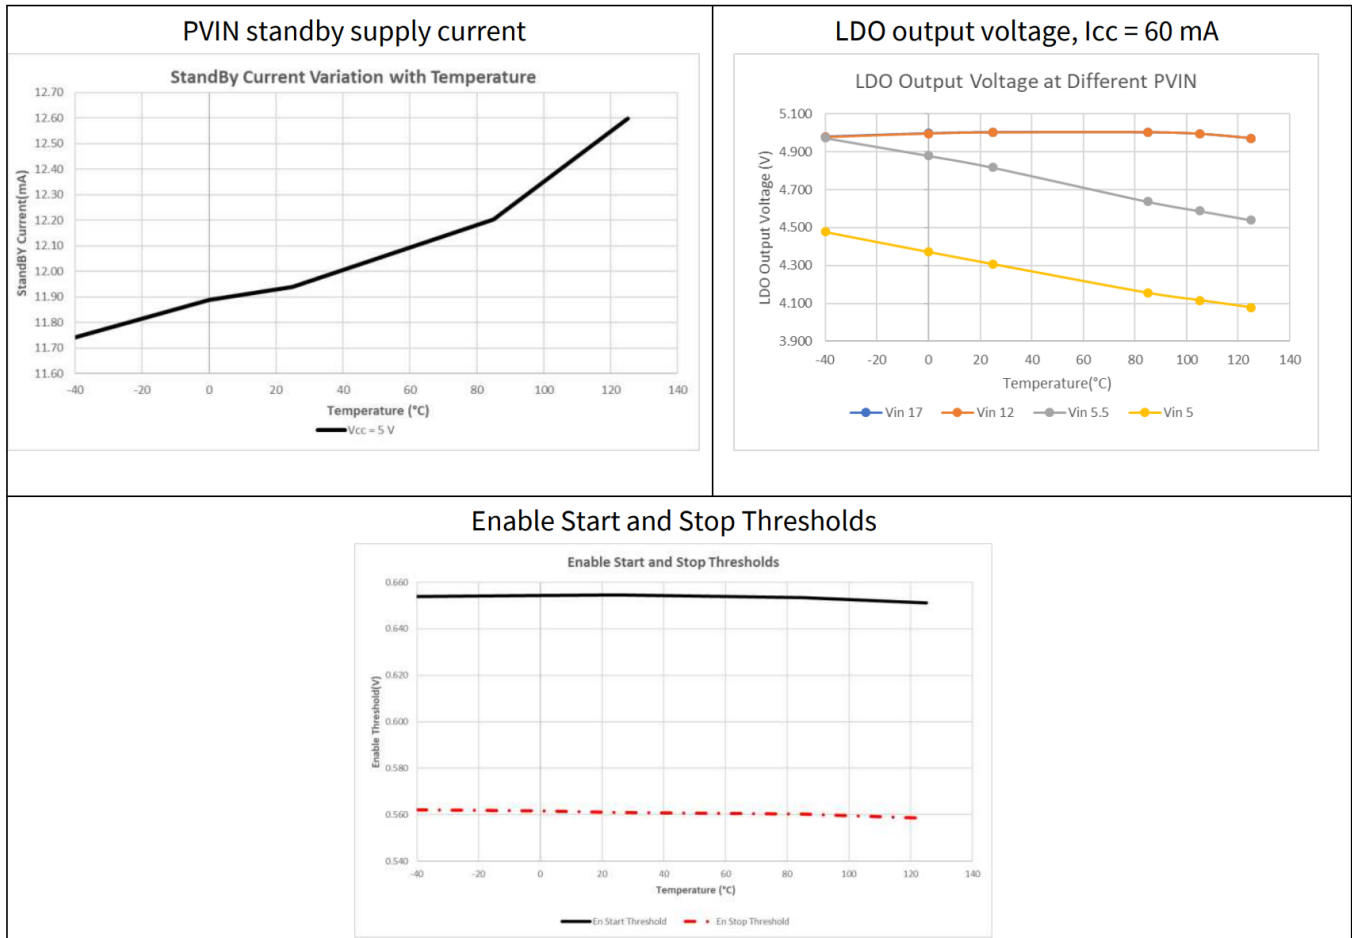 PVIN standby supply current
StandBy Current Variation with Temperature
12.70
12.60
12.50
12.40
12.30
12.20
12.10
12.00
11.90
11.80
11.70
11.60
StandBY Current(mA)
-40 -20 0 20 40 60 80 100 120 140
Temperature (°C)
Vcc = 5 V
LDO output voltage, Icc = 60 mA
LDO Output Voltage at Different PVIN
5.100
4.900
4.700
4.500
4.300
4.100
3.900
LDO Output Voltage (V)
-40 -20 0 20 40 60 80 100 120 140
Temperature(°C)
Vin 17 Vin 12 Vin 5.5 Vin 5
Enable Start and Stop Thresholds
Enable Start and Stop Thresholds
0.660
0.640
0.620
0.600
0.580
0.560
0.540
Enable Threshold(V)
-40 -20 0 20 40 60 80 100 120 140
Temperature (°C)
En Start Threshold En Stop Threshold